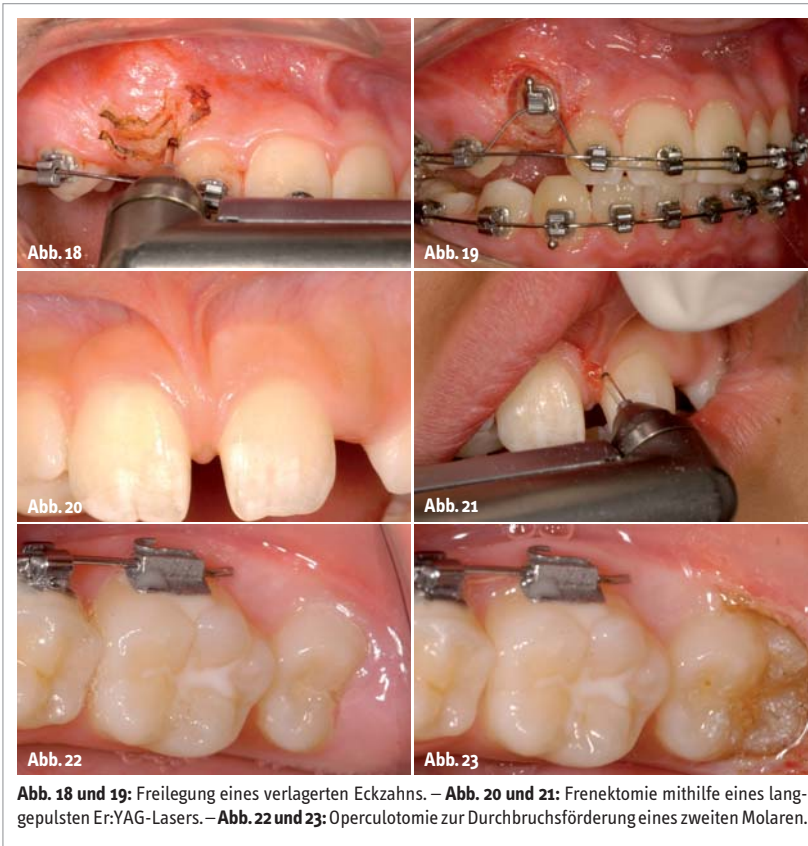 Abb. 18
Abb. 19
Abb. 20
Abb. 21
Abb. 22
Abb. 23
Abb. 18 und 19: Freilegung eines verlagerten Eckzahns. – Abb. 20 und 21: Frenektomie mithilfe eines lang-
gepulsten Er:YAG-Lasers. – Abb. 22 und 23: Operculotomie zur Durchbruchsförderung eines zweiten Molaren.